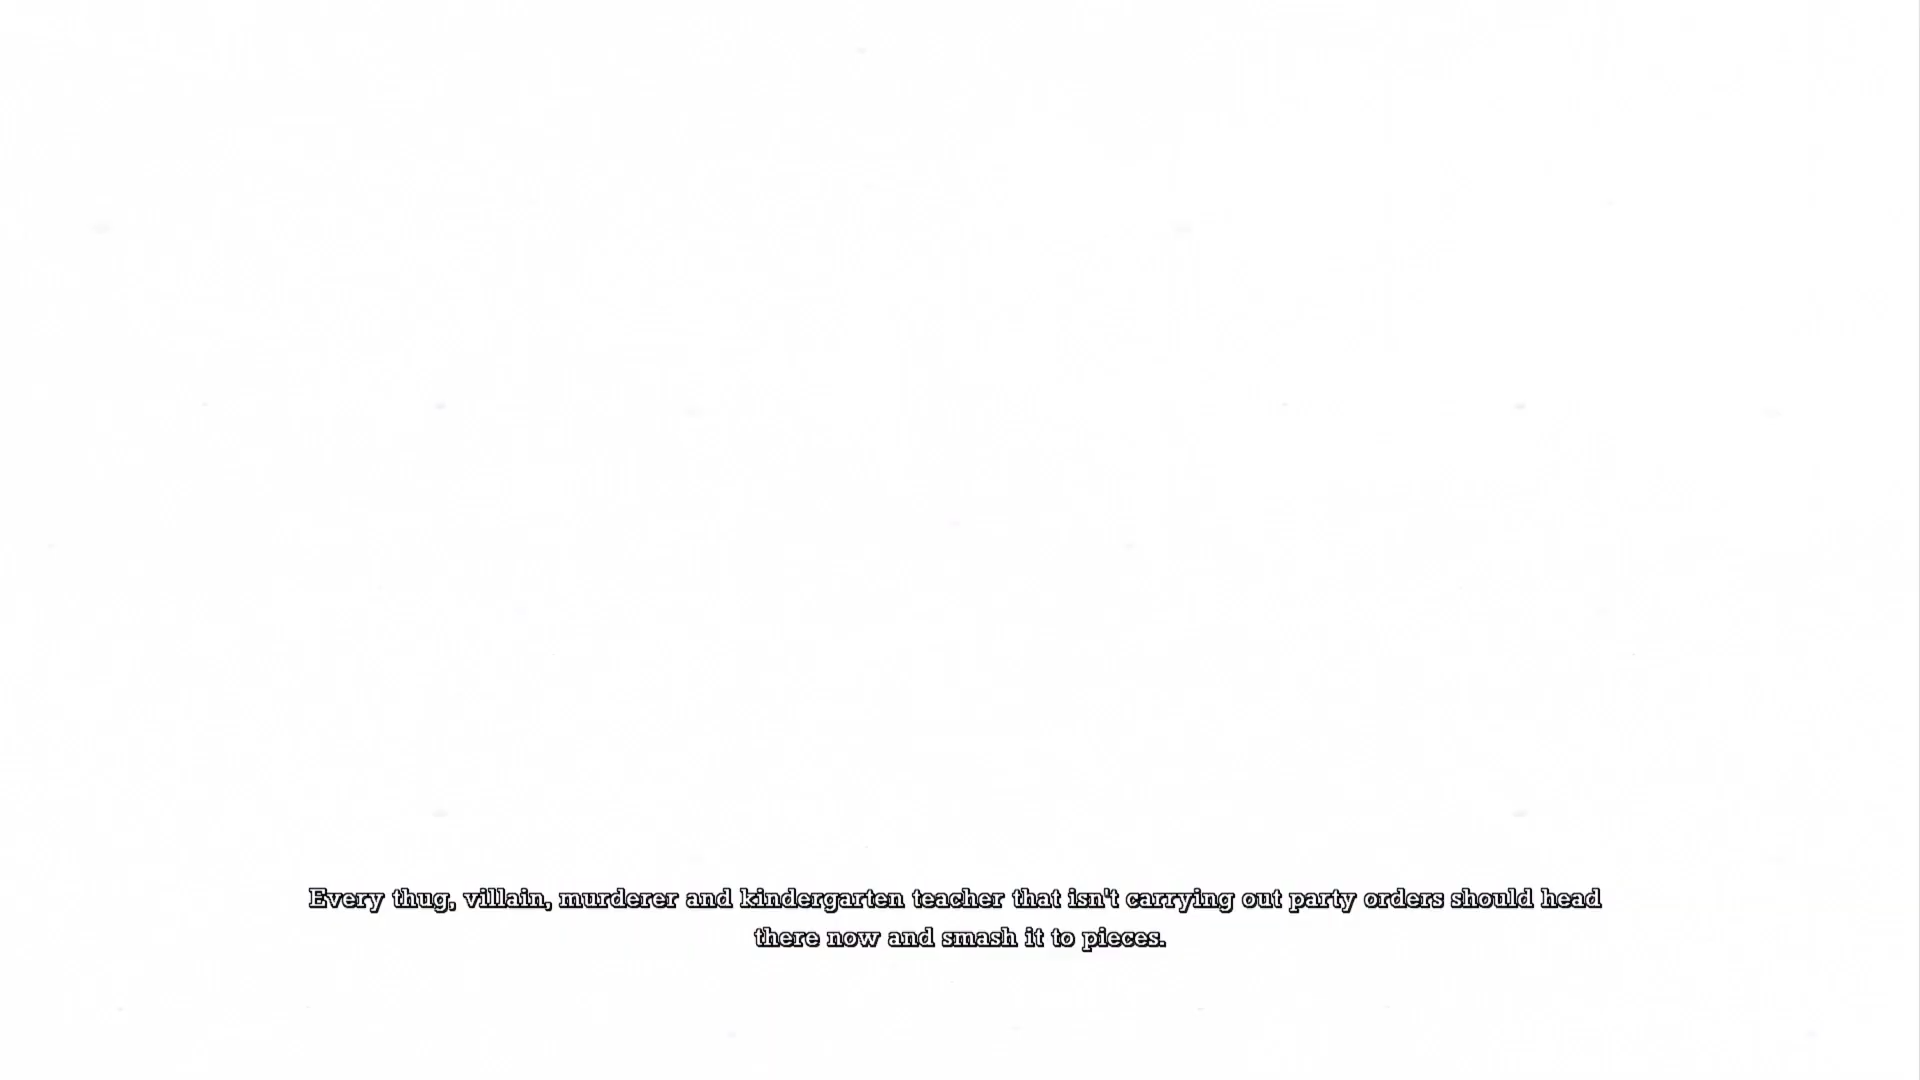 Every thug, villain, murderer and kindergarten teacher that isn't carrying out party orders should head
there now and smash it to pieces.